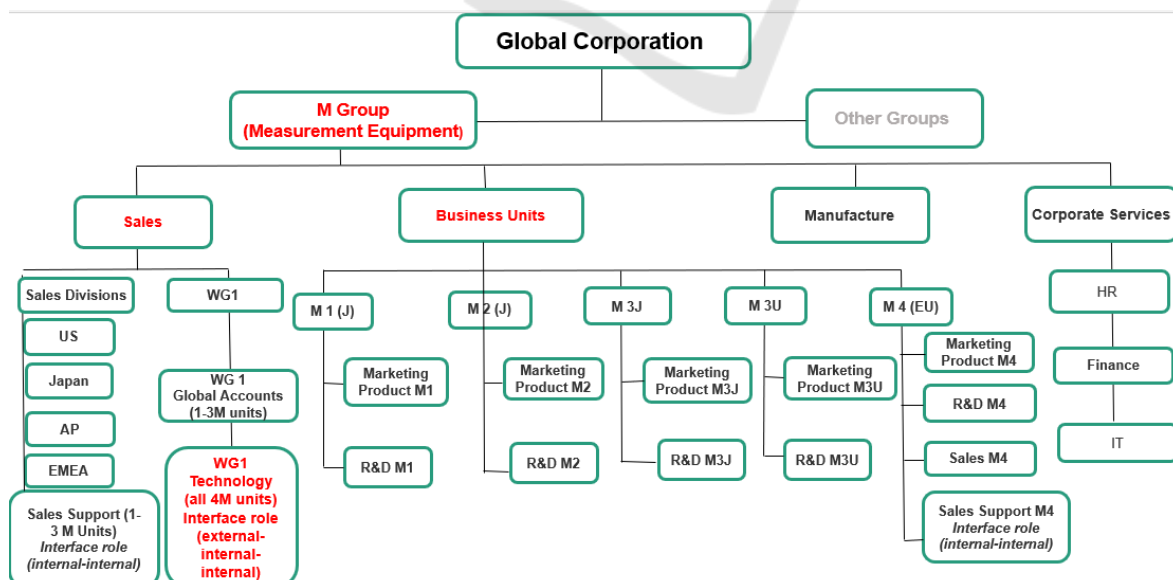 Global Corporation
M Group
(Measurement Equipment)
Other Groups
Sales
Business Units
Manufacture
Corporate Services
Sales Divisions
WG1
M 1 (J)
M 2 (J)
M 3J
M 3U
M 4 (EU)
HR
US
Japan
AP
EMEA
Sales Support (1-
3 M Units)
Interface role
(internal-internal)
WG 1
Global Accounts
(1-3M units)
WG1
Technology
(all 4M units)
Interface role
(external-
internal-
internal)
Marketing
Product M1
R&D M1
Marketing
Product M2
R&D M2
Marketing
Product M3J
R&D M3J
Marketing
Product M3U
R&D M3U
Marketing
Product M4
R&D M4
Sales M4
Sales Support M4
Interface role
(internal-internal)
Finance
IT